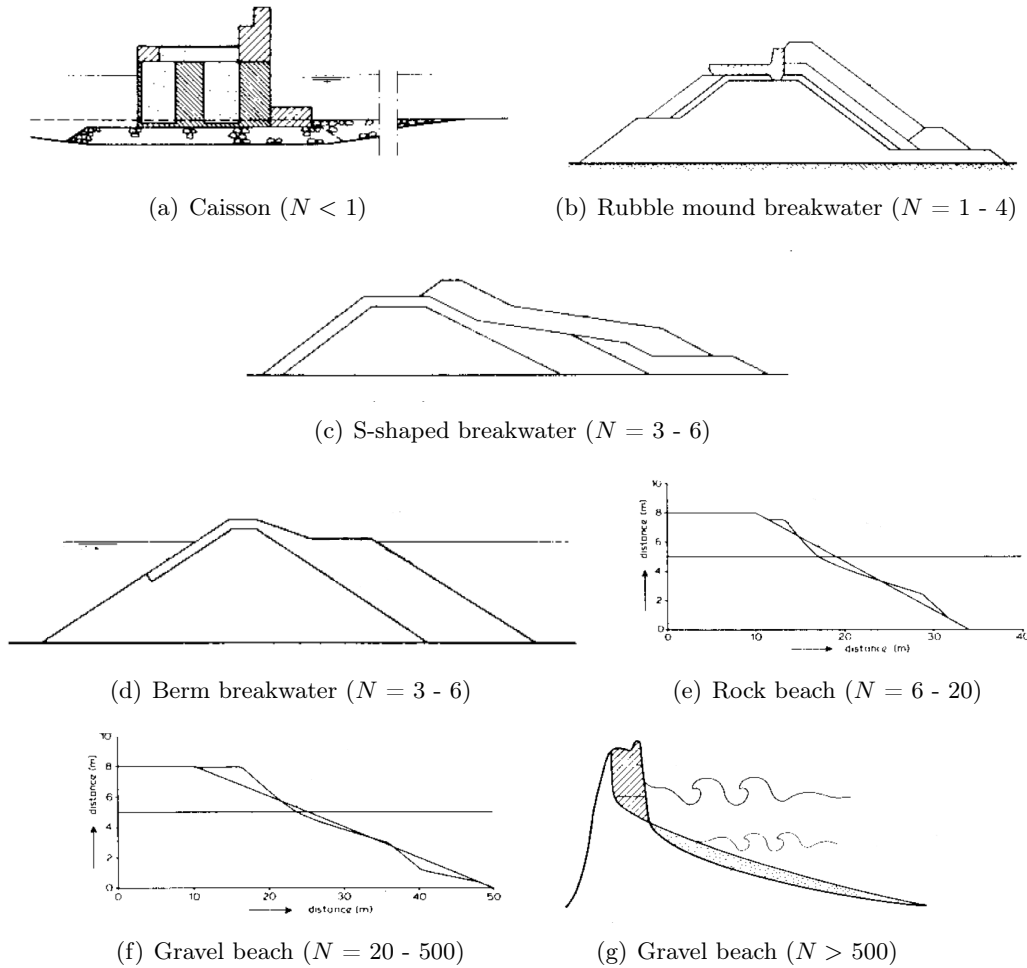 (a) Caisson (N < 1)
(b) Rubble mound breakwater (N = 1 - 4)
(c) S-shaped breakwater (N = 3 - 6)
(d) Berm breakwater (N = 3 - 6)
10
8
6
4
2
0
distance (m)
0
10
20
30
40
distance (m)
(e) Rock beach (N = 6 - 20)
10
8
6
4
2
0
distance (m)
0
10
20
30
40
50
distance (m)
(f) Gravel beach (N = 20 - 500)
(g) Gravel beach (N > 500)